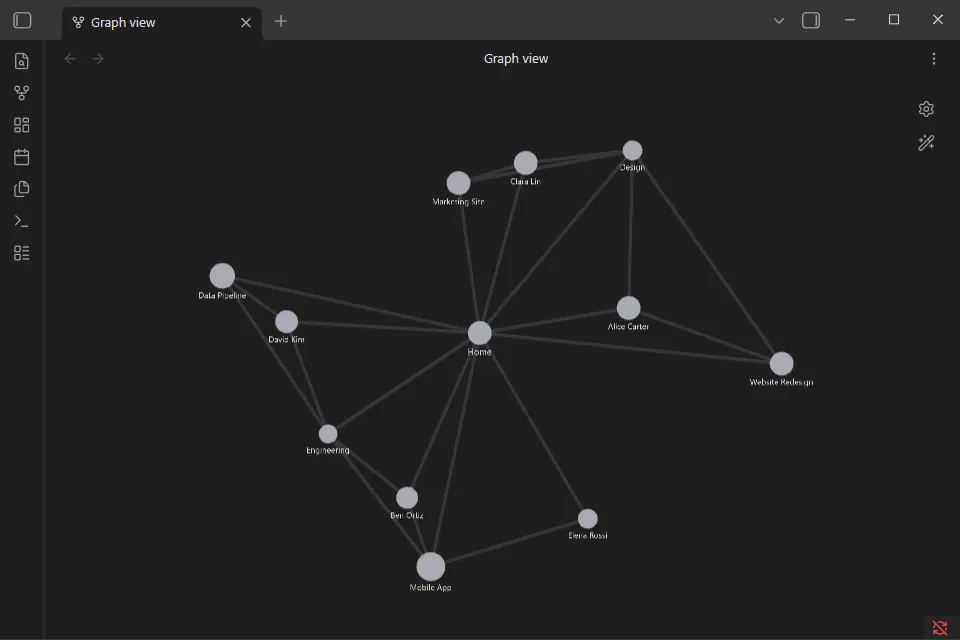 Graph view
Graph view
Design
Clara Lin
Marketing Site
Data Pipeline
David Kim
Alice Carter
Home
Website Redesign
Engineering
Ben Ortiz
Elena Rossi
Mobile App